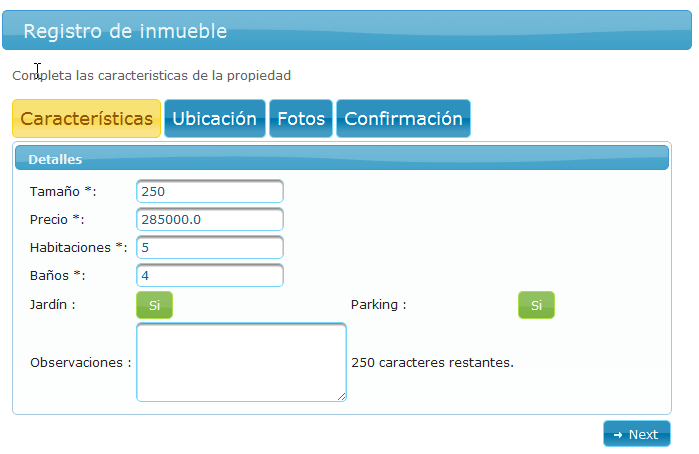 Registro de inmueble
Completa las caracteristicas de la propiedad
Características Ubicación Fotos Confirmación
Detalles
Tamaño *: 250
Precio *: 285000.0
Habitaciones *: 5
Baños *: 4
Jardín : Si Parking : Si
Observaciones : 250 caracteres restantes.
Next